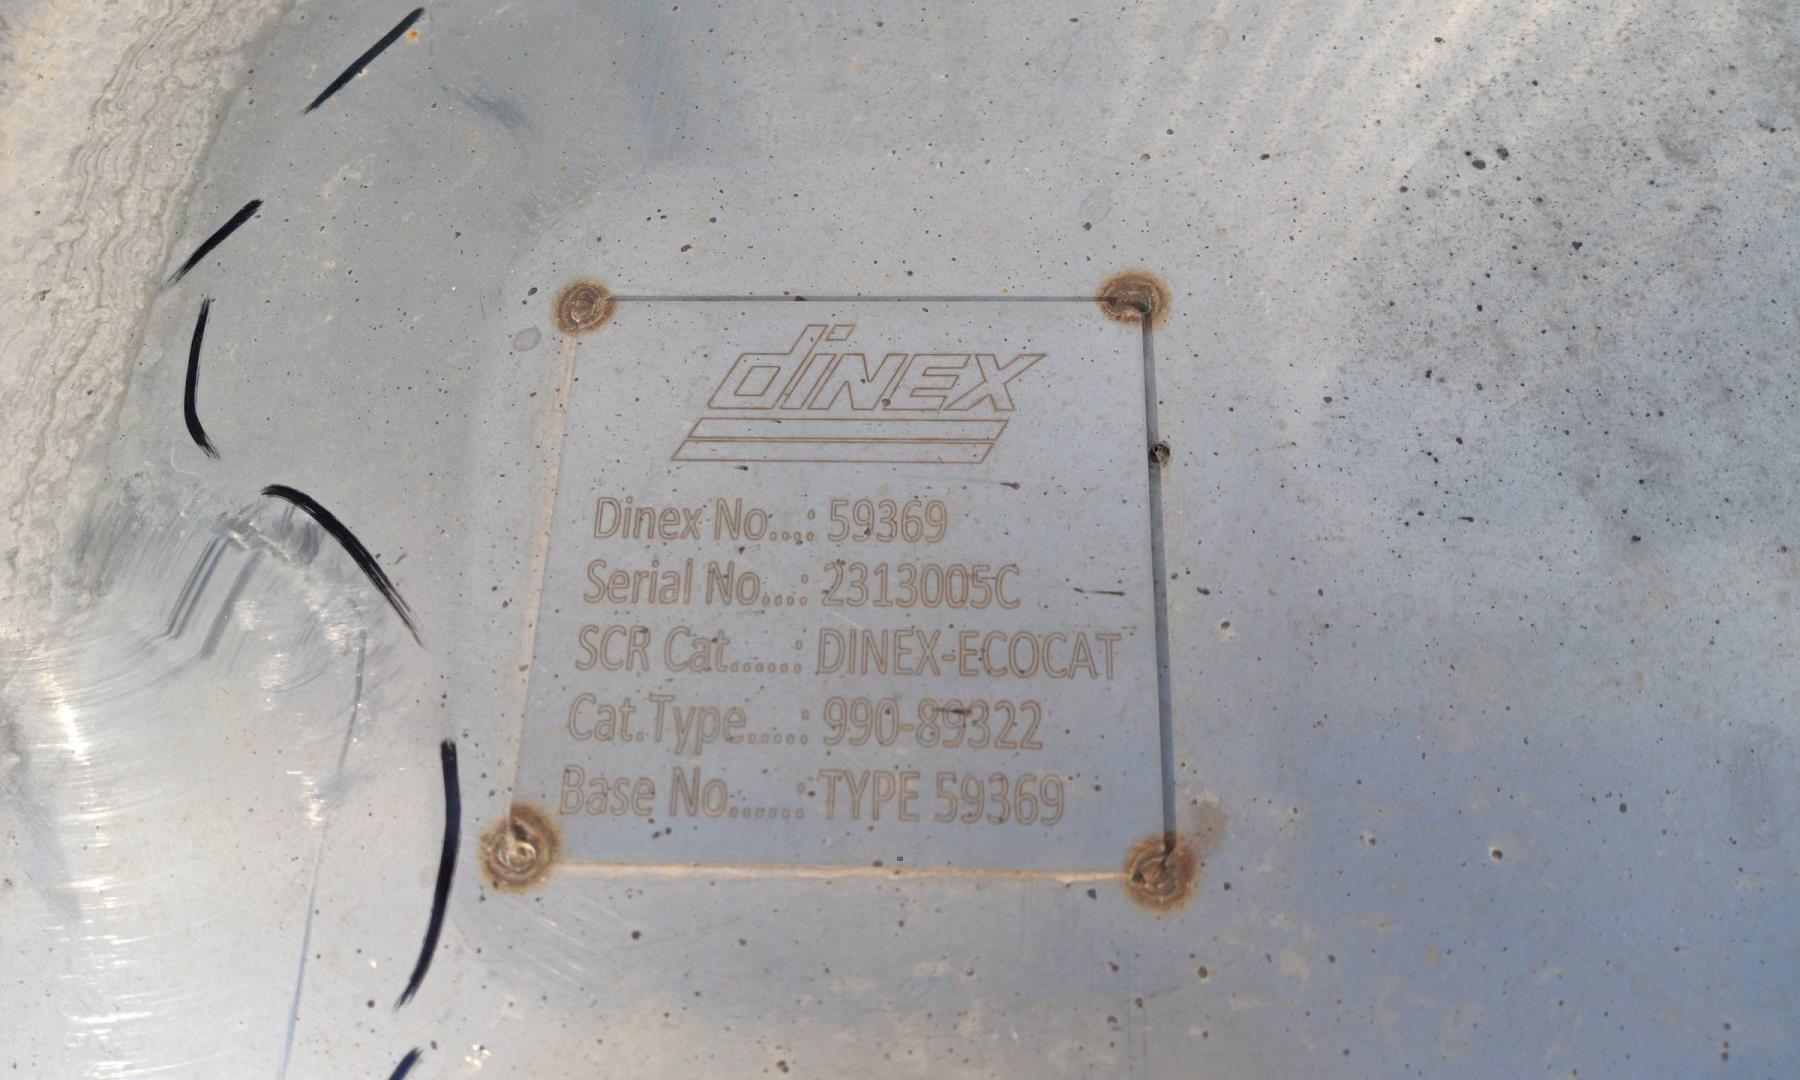 dinex
Dinex No....: 59369
Serial No....: 2313005C
SCR Cat......: DINEX-ECOCAT
Cat.Type.....: 990-89322
Base No......: TYPE 59369